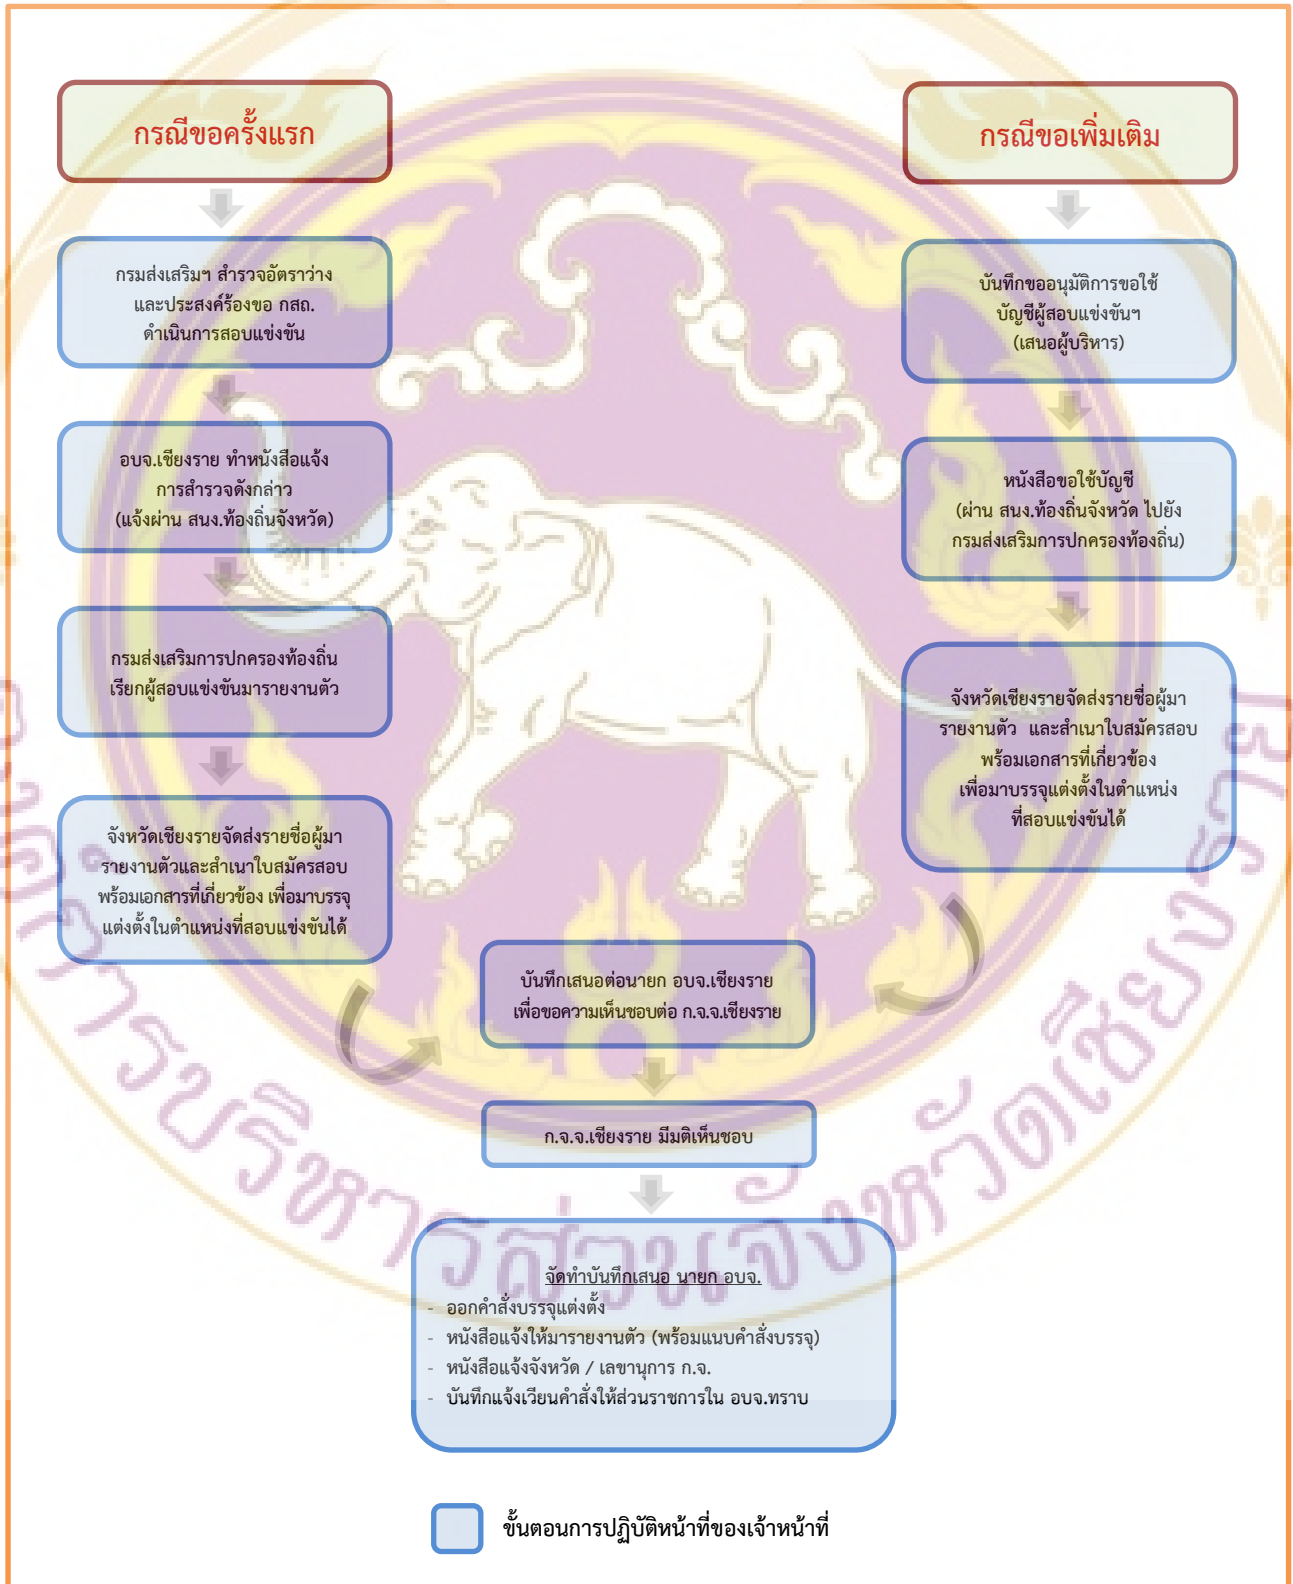 กรณีขอครั้งแรก
กรมส่งเสริมฯ สำรวจอัตราว่าง
และประสงค์ร้องขอ กสถ.
ดำเนินการสอบแข่งขัน
อบจ.เชียงราย ทำหนังสือแจ้ง
การสำรวจดังกล่าว
(แจ้งผ่าน สนง.ท้องถิ่นจังหวัด)
กรมส่งเสริมการปกครองท้องถิ่น
เรียกผู้สอบแข่งขันมารายงานตัว
จังหวัดเชียงรายจัดส่งรายชื่อผู้มา
รายงานตัวและสำเนาใบสมัครสอบ
พร้อมเอกสารที่เกี่ยวข้อง เพื่อมาบรรจุ
แต่งตั้งในตำแหน่งที่สอบแข่งขันได้
กรณีขอเพิ่มเติม
บันทึกขออนุมัติการขอใช้
บัญชีผู้สอบแข่งขันฯ
(เสนอผู้บริหาร)
หนังสือขอใช้บัญชี
(ผ่าน สนง.ท้องถิ่นจังหวัด ไปยัง
กรมส่งเสริมการปกครองท้องถิ่น)
จังหวัดเชียงรายจัดส่งรายชื่อผู้มา
รายงานตัว และสำเนาใบสมัครสอบ
พร้อมเอกสารที่เกี่ยวข้อง
เพื่อมาบรรจุแต่งตั้งในตำแหน่ง
ที่สอบแข่งขันได้
บันทึกเสนอต่อนายก อบจ.เชียงราย
เพื่อขอความเห็นชอบต่อ ก.จ.จ.เชียงราย
ก.จ.จ.เชียงราย มีมติเห็นชอบ
จัดทำบันทึกเสนอ นายก อบจ.
- ออกคำสั่งบรรจุแต่งตั้ง
- หนังสือแจ้งให้มารายงานตัว (พร้อมแนบคำสั่งบรรจุ)
- หนังสือแจ้งจังหวัด / เลขานุการ ก.จ.
- บันทึกแจ้งเวียนคำสั่งให้ส่วนราชการใน อบจ.ทราบ
ขั้นตอนการปฏิบัติหน้าที่ของเจ้าหน้าที่
องค์การบริหารส่วนจังหวัดเชียงราย